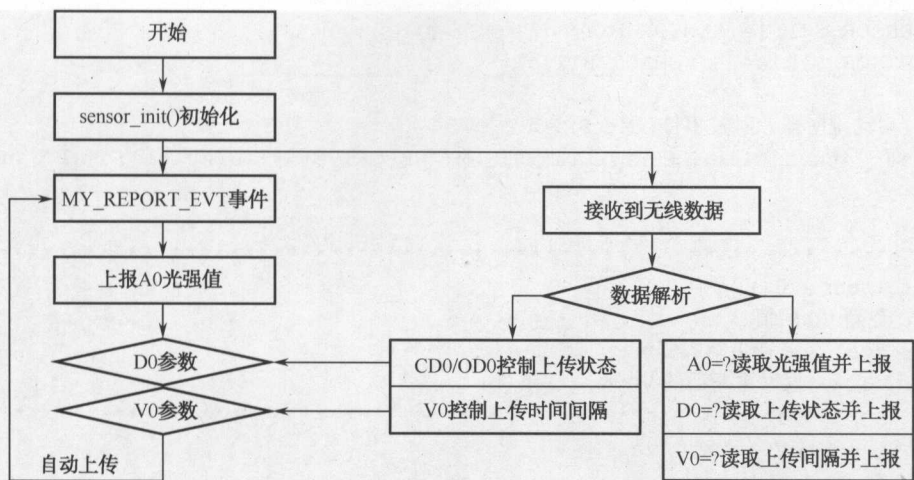 开始
sensor_init()初始化
MY_REPORT_EVT事件
接收到无线数据
上报A0光强值
数据解析
D0参数
CD0/OD0控制上传状态
A0=?读取光强值并上报
V0参数
V0控制上传时间间隔
D0=?读取上传状态并上报
自动上传
V0=?读取上传间隔并上报